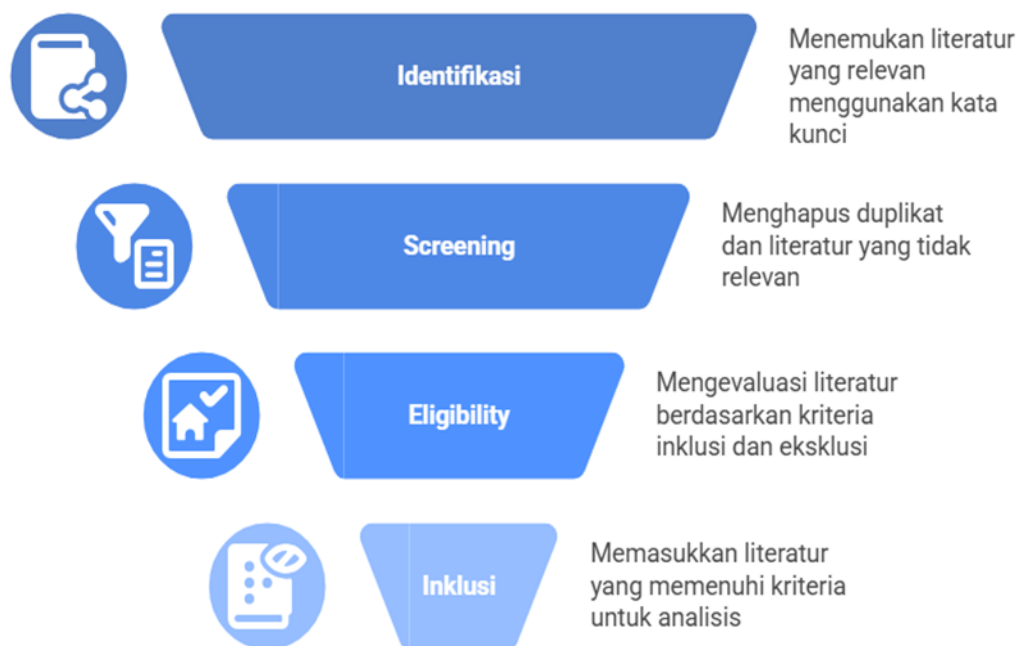 Identifikasi
Menemukan literatur
yang relevan
menggunakan kata
kunci
Screening
Menghapus duplikat
dan literatur yang tidak
relevan
Eligibility
Mengevaluasi literatur
berdasarkan kriteria
inklusi dan eksklusi
Inklusi
Memasukkan literatur
yang memenuhi kriteria
untuk analisis